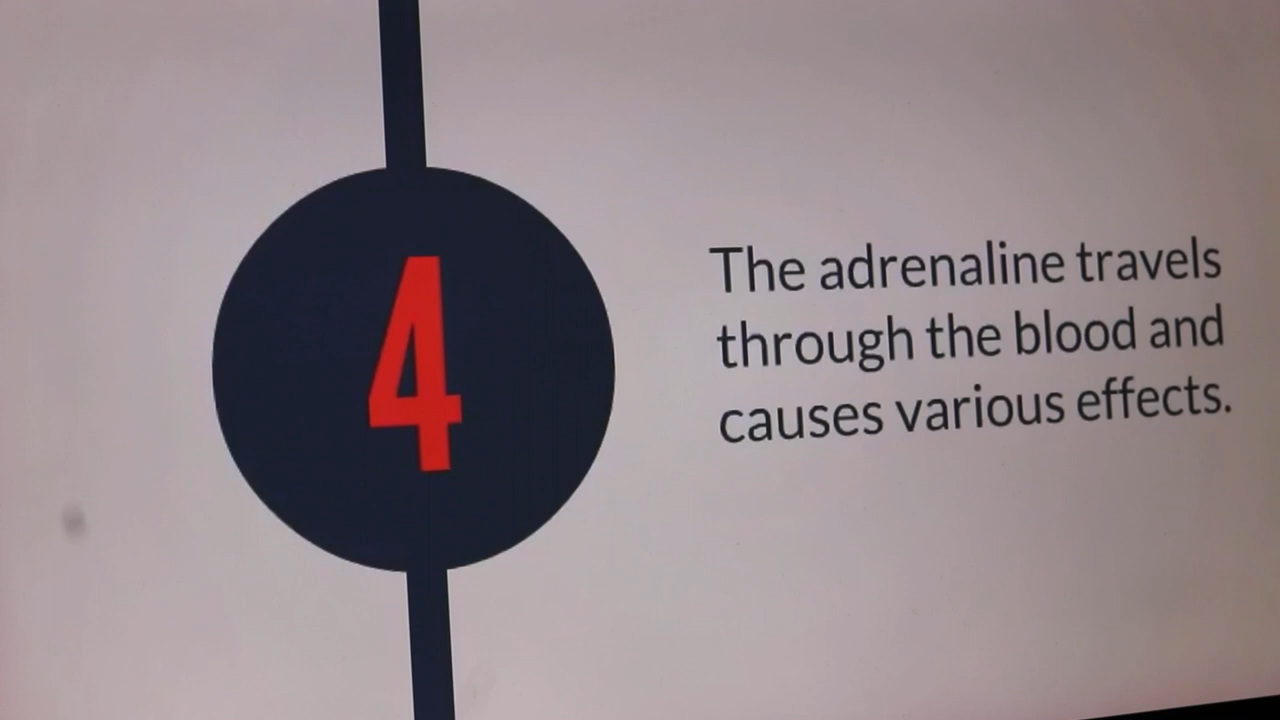 4
The adrenaline travels
through the blood and
causes various effects.